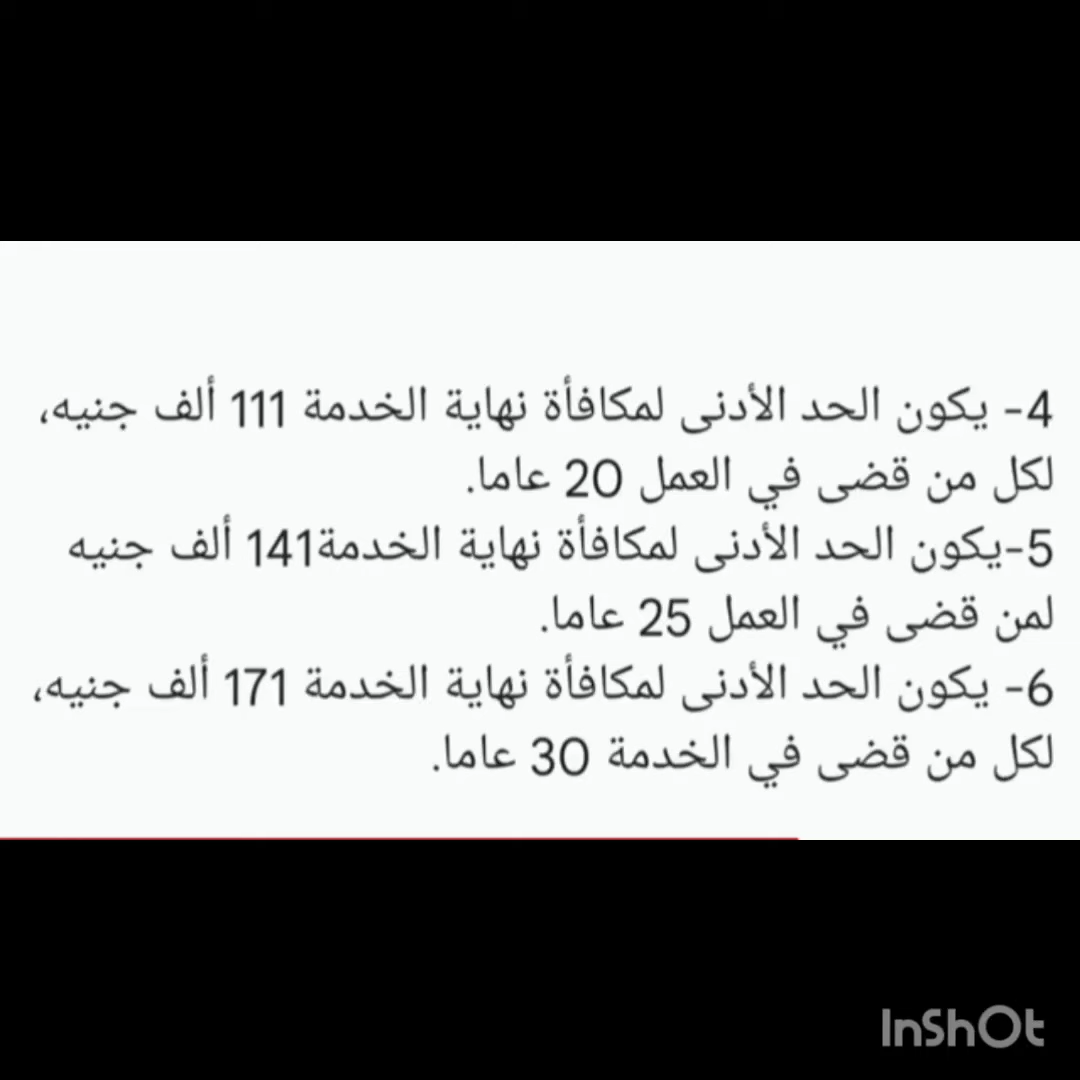 4- يكون الحد الأدنى لمكافأة نهاية الخدمة 111 ألف جنيه،
لكل من قضى في العمل 20 عاما.
5-يكون الحد الأدنى لمكافأة نهاية الخدمة141 ألف جنيه
لمن قضى في العمل 25 عاما.
6- يكون الحد الأدنى لمكافأة نهاية الخدمة 171 ألف جنيه،
لكل من قضى في الخدمة 30 عاما.
InShOt